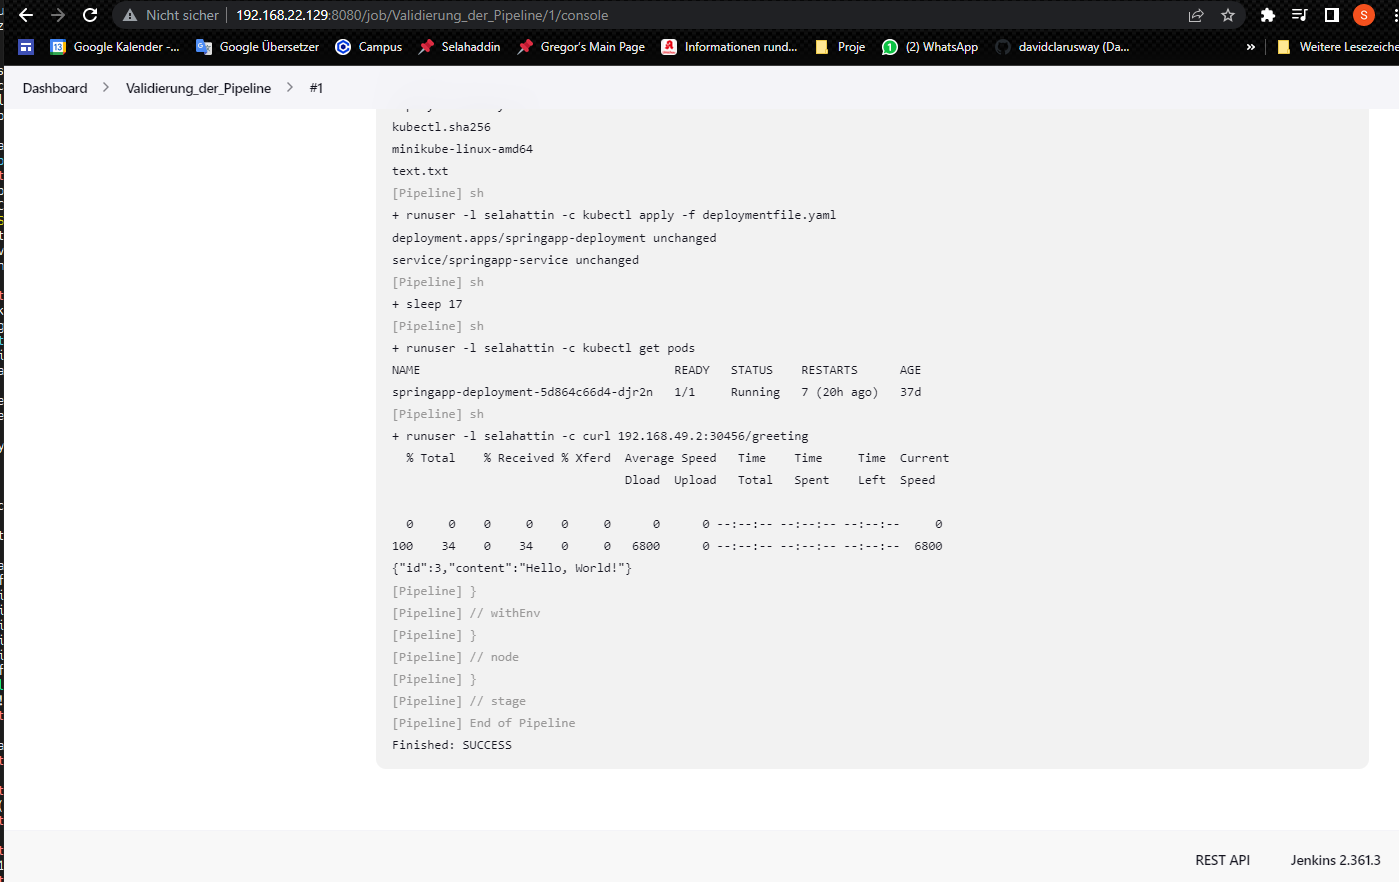 Nicht sicher 192.168.22.129:8080/job/Validierung_der_Pipeline/1/console S
13 Google Kalender -... Google Übersetzer Campus Selahaddin Gregor's Main Page Informationen rund... Proje 1 (2) WhatsApp davidclarusway (Da... » Weitere Lesezeiche
Dashboard > Validierung_der_Pipeline > #1
kubectl.sha256
minikube-linux-amd64
text.txt
[Pipeline] sh
+ runuser -l selahattin -c kubectl apply -f deploymentfile.yaml
deployment.apps/springapp-deployment unchanged
service/springapp-service unchanged
[Pipeline] sh
+ sleep 17
[Pipeline] sh
+ runuser -l selahattin -c kubectl get pods
NAME READY STATUS RESTARTS AGE
springapp-deployment-5d864c66d4-djr2n 1/1 Running 7 (20h ago) 37d
[Pipeline] sh
+ runuser -l selahattin -c curl 192.168.49.2:30456/greeting
% Total % Received % Xferd Average Speed Time Time Time Current
Dload Upload Total Spent Left Speed
0 0 0 0 0 0 0 0 --:--:-- --:--:-- --:--:-- 0
100 34 0 34 0 0 6800 0 --:--:-- --:--:-- --:--:-- 6800
{"id":3,"content":"Hello, World!"}
[Pipeline] }
[Pipeline] // withEnv
[Pipeline] }
[Pipeline] // node
[Pipeline] }
[Pipeline] // stage
[Pipeline] End of Pipeline
Finished: SUCCESS
REST API Jenkins 2.361.3